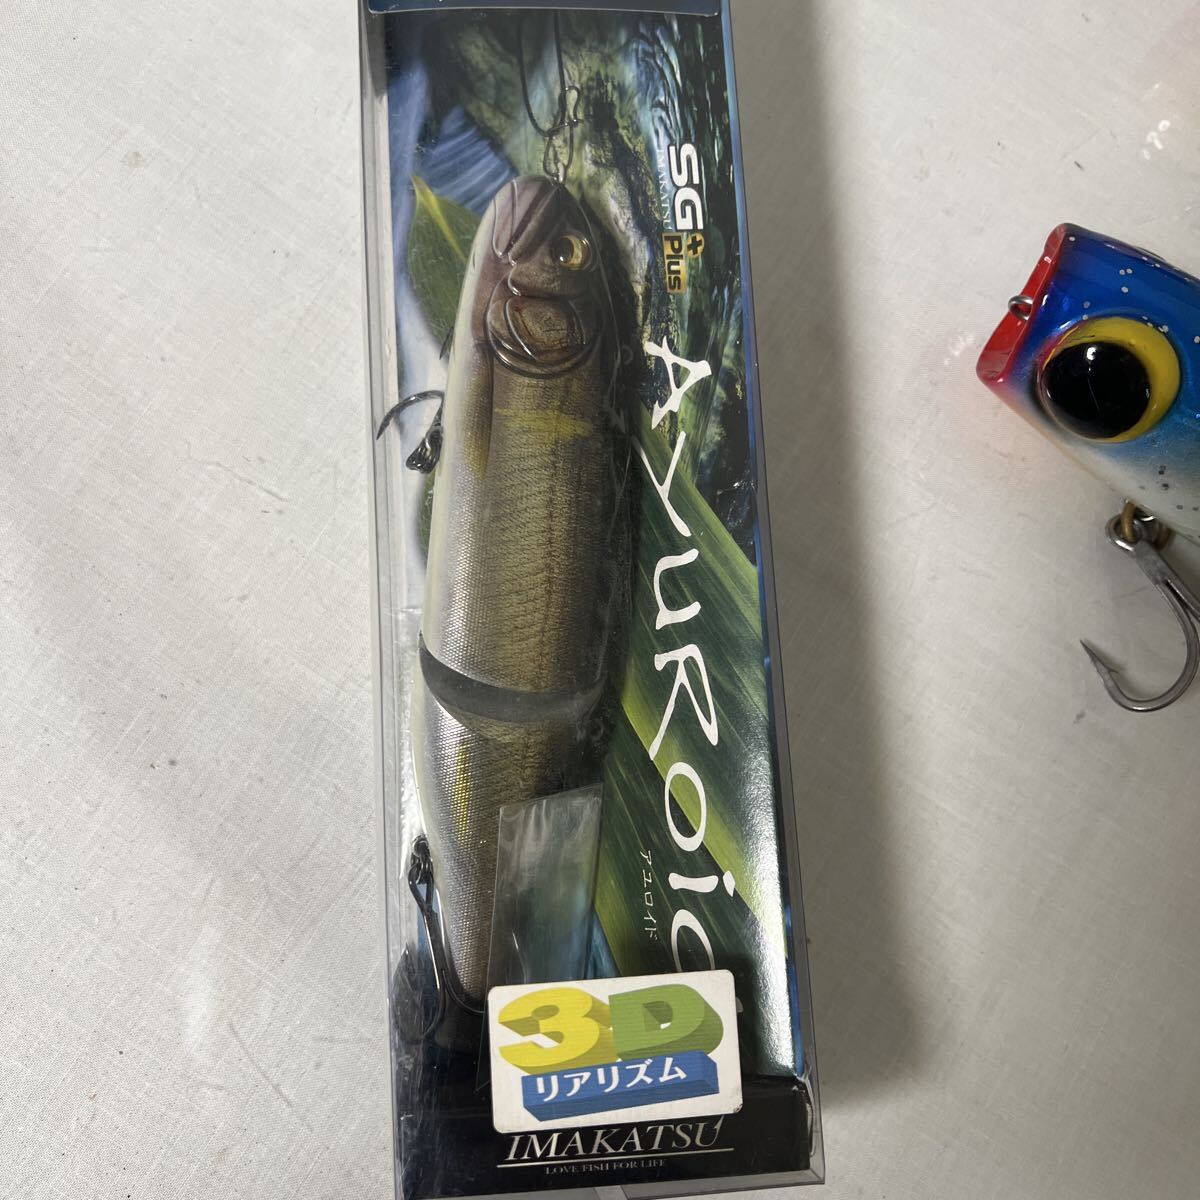 SG+
Plus
IMAKATSU
AYUROiD
アユロイド
3D
リアリズム
IMAKATSU
LOVE FISH FOR LIFE